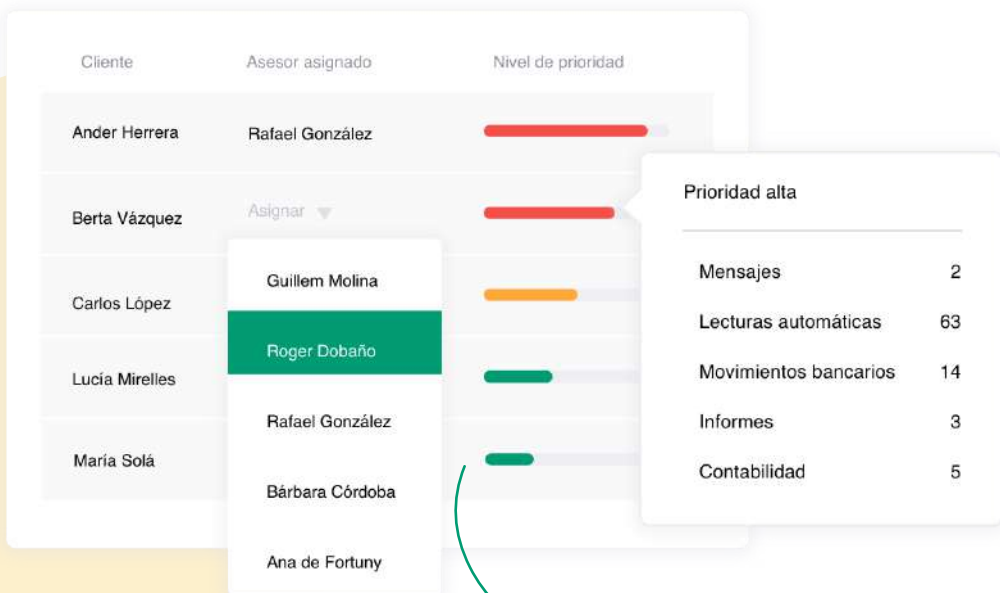 Cliente Asesor asignado Nivel de prioridad
Ander Herrera Rafael González
Berta Vázquez Asignar
Carlos López
Lucía Mirelles
María Solá
Guillem Molina
Roger Dobaño
Rafael González
Bárbara Córdoba
Ana de Fortuny
Prioridad alta
Mensajes 2
Lecturas automáticas 63
Movimientos bancarios 14
Informes 3
Contabilidad 5